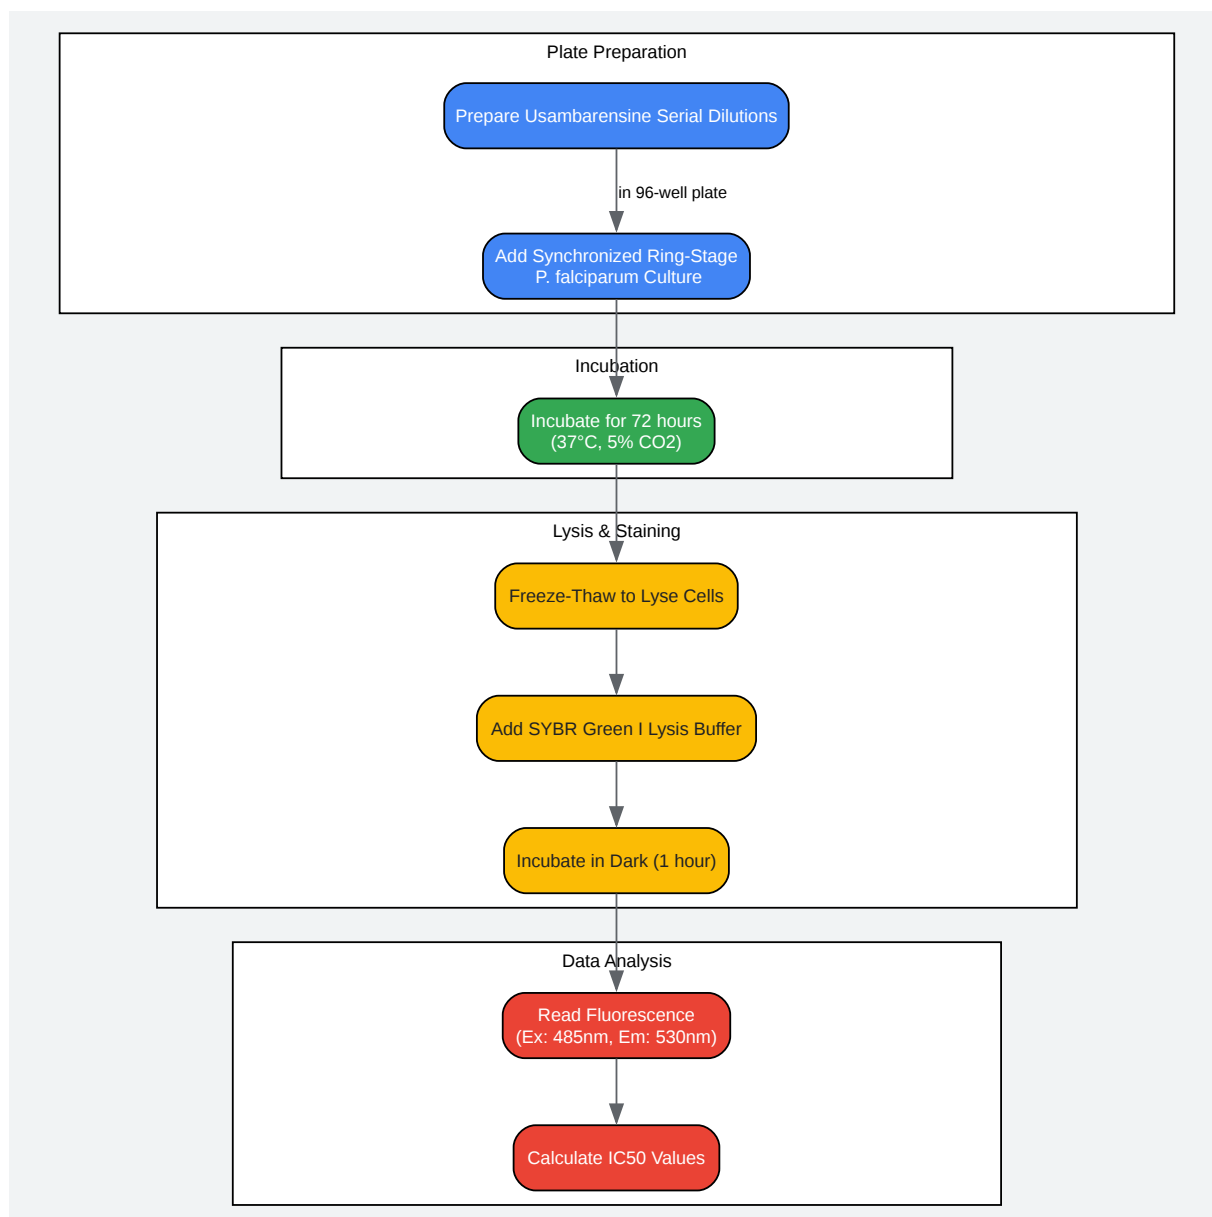 Plate Preparation
Prepare Usambarensine Serial Dilutions
in 96-well plate
Add Synchronized Ring-Stage
P. falciparum Culture
Incubation
Incubate for 72 hours
(37°C, 5% CO2)
Lysis & Staining
Freeze-Thaw to Lyse Cells
Add SYBR Green I Lysis Buffer
Incubate in Dark (1 hour)
Data Analysis
Read Fluorescence
(Ex: 485nm, Em: 530nm)
Calculate IC50 Values